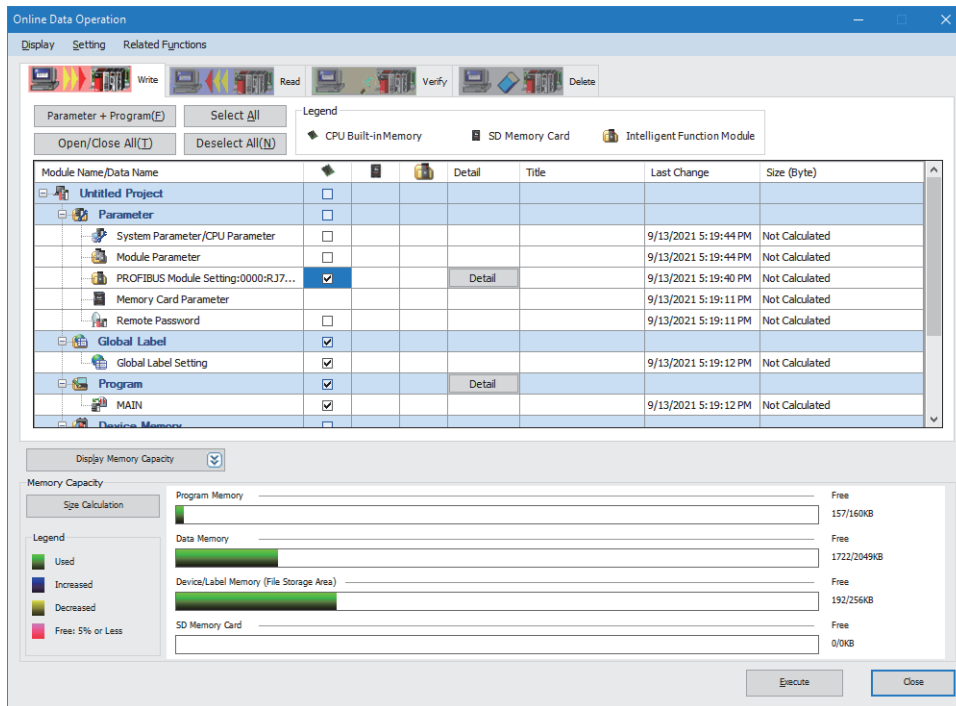 Online Data Operation
Display Setting Related Functions
Write Read Verify Delete
Parameter + Program(F) Select All
Open/Close All(T) Deselect All(N)
Legend
CPU Built-in Memory SD Memory Card Intelligent Function Module
Module Name/Data Name Detail Title Last Change Size (Byte)
Untitled Project
Parameter
System Parameter/CPU Parameter 9/13/2021 5:19:44 PM Not Calculated
Module Parameter 9/13/2021 5:19:44 PM Not Calculated
PROFIBUS Module Setting:0000:RJ7... Detail 9/13/2021 5:19:40 PM Not Calculated
Memory Card Parameter 9/13/2021 5:19:11 PM Not Calculated
Remote Password 9/13/2021 5:19:11 PM Not Calculated
Global Label
Global Label Setting 9/13/2021 5:19:12 PM Not Calculated
Program Detail
MAIN 9/13/2021 5:19:12 PM Not Calculated
Device Memory
Display Memory Capacity
Memory Capacity
Size Calculation
Legend
Used
Increased
Decreased
Free: 5% or Less
Program Memory Free
157/160KB
Data Memory Free
1722/2049KB
Device/Label Memory (File Storage Area) Free
192/256KB
SD Memory Card Free
0/0KB
Execute Close